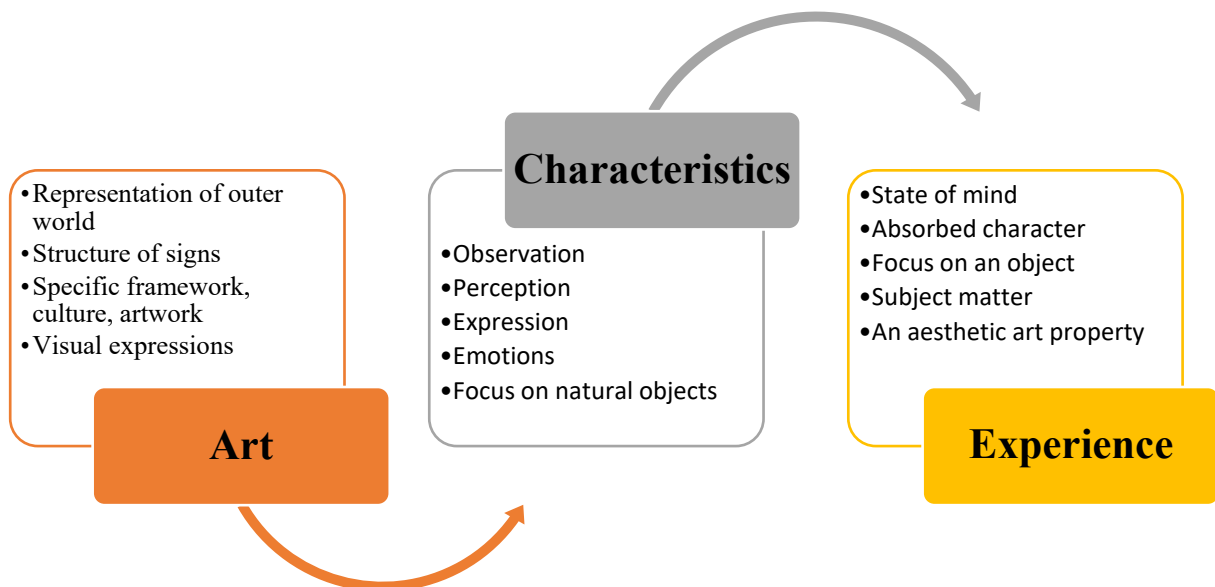 •Representation of outer
world
•Structure of signs
•Specific framework,
culture, artwork
•Visual expressions
Art
Characteristics
•Observation
•Perception
•Expression
•Emotions
•Focus on natural objects
•State of mind
•Absorbed character
•Focus on an object
•Subject matter
•An aesthetic art property
Experience